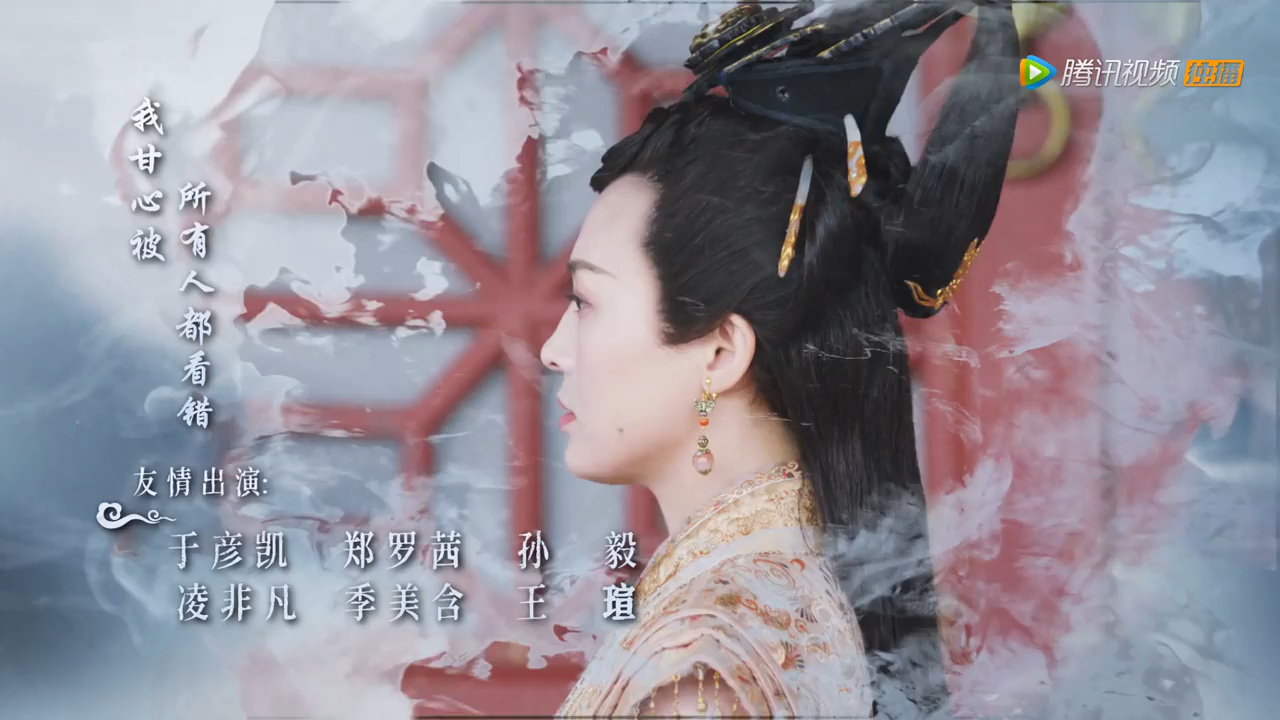 腾讯视频 独播
我甘心被
所有人都看错
友情出演:
于彦凯 郑罗茜 孙毅
凌非凡 季美含 王瑄